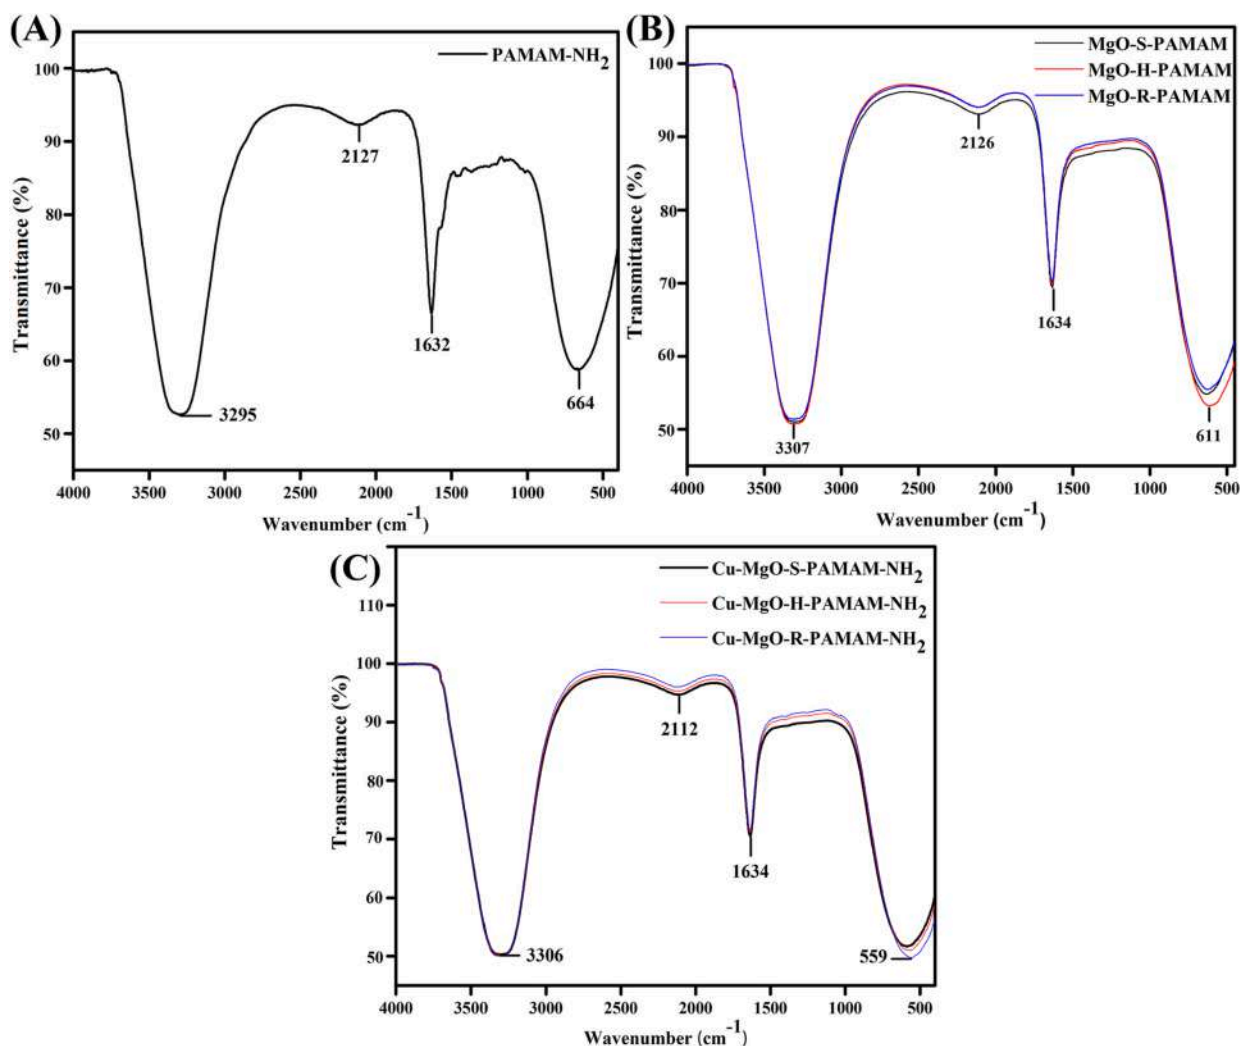 (A)
PAMAM-NH2
100
90
80
70
60
50
2127
1632
664
3295
4000 3500 3000 2500 2000 1500 1000 500
Wavenumber (cm-1)
Transmittance (%)
(B)
MgO-S-PAMAM
MgO-H-PAMAM
MgO-R-PAMAM
100
90
80
70
60
50
2126
1634
3307
611
4000 3500 3000 2500 2000 1500 1000 500
Wavenumber (cm-1)
Transmittance (%)
(C)
Cu-MgO-S-PAMAM-NH2
Cu-MgO-H-PAMAM-NH2
Cu-MgO-R-PAMAM-NH2
110
100
90
80
70
60
50
2112
1634
3306
559
4000 3500 3000 2500 2000 1500 1000 500
Wavenumber (cm-1)
Transmittance (%)